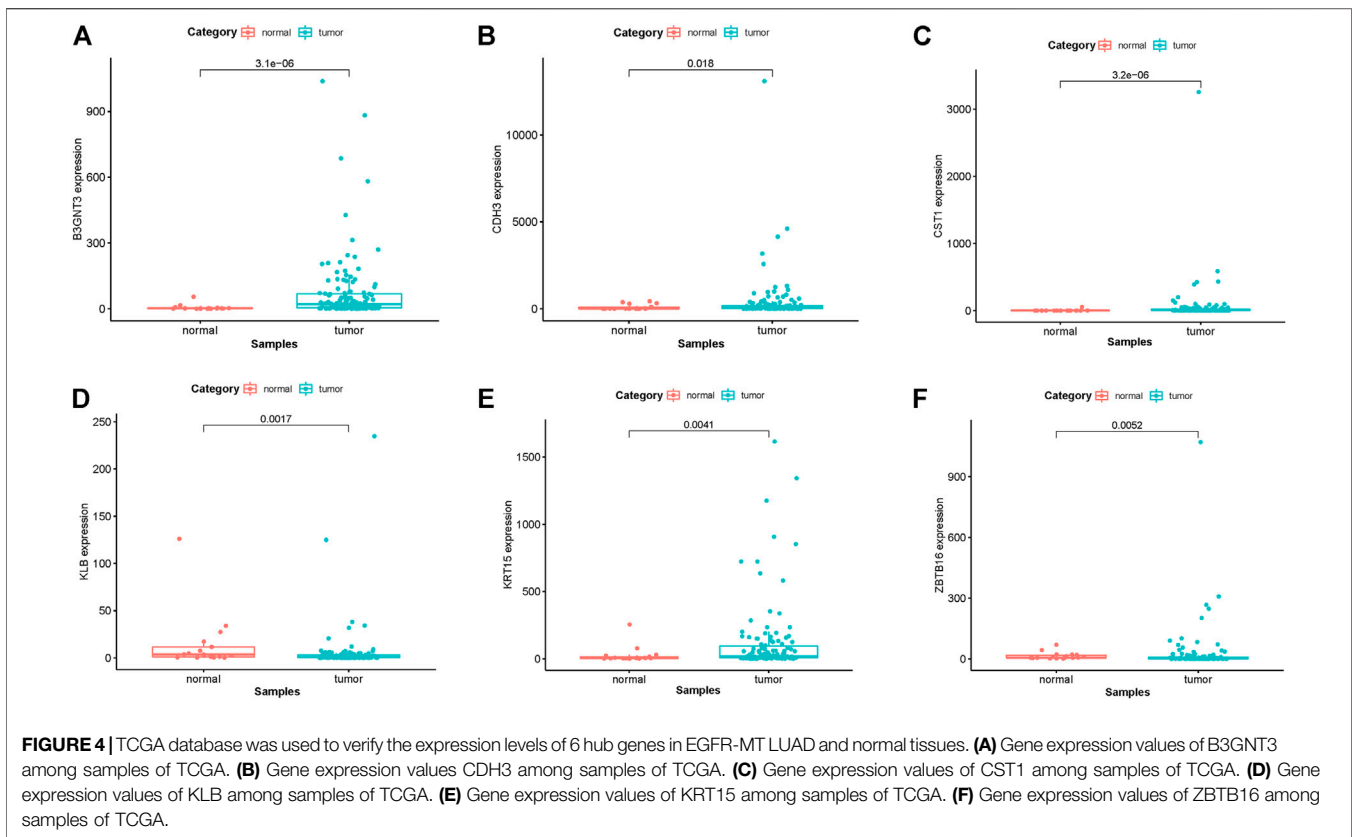 A
Category normal tumor
3.1e-06
900
600
300
0
B3GNT3 expression
normal tumor
Samples
B
Category normal tumor
0.018
10000
5000
0
CDH3 expression
normal tumor
Samples
C
Category normal tumor
3.2e-06
3000
2000
1000
0
CST1 expression
normal tumor
Samples
D
Category normal tumor
0.0017
250
200
150
100
50
0
KLB expression
normal tumor
Samples
E
Category normal tumor
0.0041
1500
1000
500
0
KRT15 expression
normal tumor
Samples
F
Category normal tumor
0.0052
900
600
300
0
ZBTB16 expression
normal tumor
Samples
FIGURE 4 | TCGA database was used to verify the expression levels of 6 hub genes in EGFR-MT LUAD and normal tissues. (A) Gene expression values of B3GNT3
among samples of TCGA. (B) Gene expression values CDH3 among samples of TCGA. (C) Gene expression values of CST1 among samples of TCGA. (D) Gene
expression values of KLB among samples of TCGA. (E) Gene expression values of KRT15 among samples of TCGA. (F) Gene expression values of ZBTB16 among
samples of TCGA.